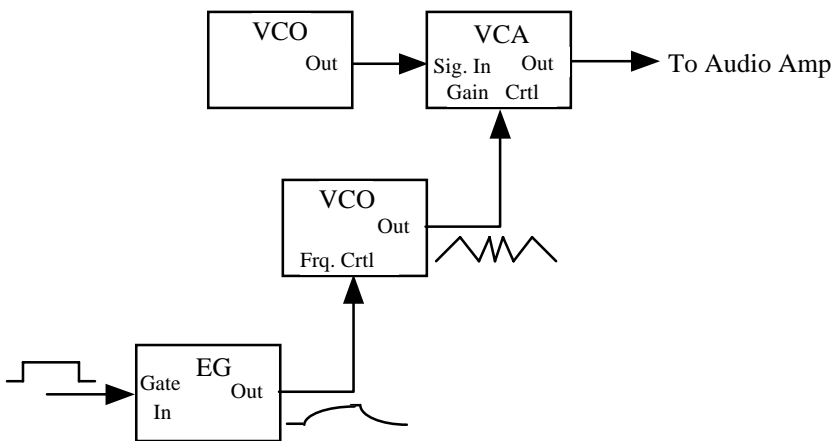 VCO
Out
VCA
Sig. In Out
Gain Crtl
To Audio Amp
VCO
Out
Frq. Crtl
EG
Gate Out
In